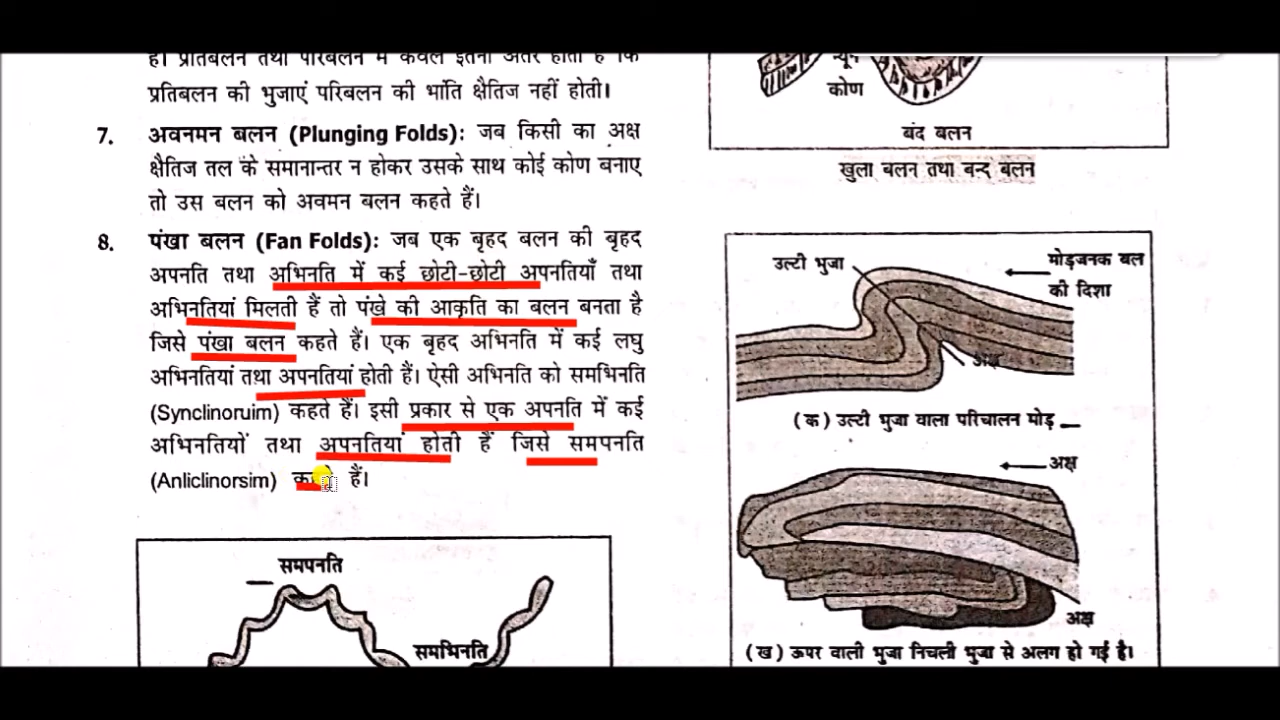 है। प्रतिबलन तथा परिबलन में केवल इतना अंतर होता है कि
प्रतिबलन की भुजाएं परिबलन की भांति क्षैतिज नहीं होती।
7. अवनमन बलन (Plunging Folds): जब किसी का अक्ष
क्षैतिज तल के समानान्तर न होकर उसके साथ कोई कोण बनाए
तो उस बलन को अवमन बलन कहते हैं।
8. पंखा बलन (Fan Folds): जब एक बृहद बलन की बृहद
अपनति तथा अभिनति में कई छोटी-छोटी अपनतियाँ तथा
अभिनतियां मिलती हैं तो पंखे की आकृति का बलन बनता है
जिसे पंखा बलन कहते हैं। एक बृहद अभिनति में कई लघु
अभिनतियां तथा अपनतियां होती हैं। ऐसी अभिनति को समभिनति
(Synclinoruim) कहते हैं। इसी प्रकार से एक अपनति में कई
अभिनतियों तथा अपनतियां होती हैं जिसे समपनति
(Anliclinorsim) कहते हैं।
समपनति
समभिनति
न्यून
कोण
बंद बलन
खुला बलन तथा बन्द बलन
उल्टी भुजा
मोड़जनक बल
की दिशा
अक्ष
(क) उल्टी भुजा वाला परिचालन मोड़
अक्ष
अक्ष
(ख) ऊपर वाली भुजा निचली भुजा से अलग हो गई है।